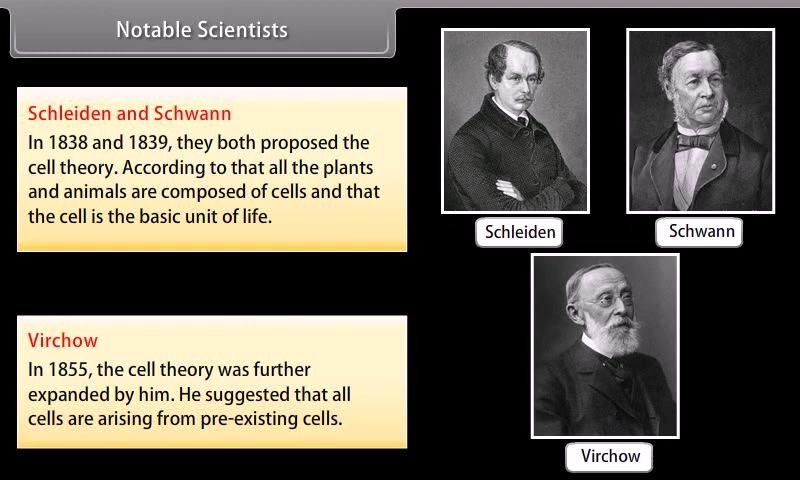 Notable Scientists
Schleiden and Schwann
In 1838 and 1839, they both proposed the
cell theory. According to that all the plants
and animals are composed of cells and that
the cell is the basic unit of life.
Schleiden
Schwann
Virchow
In 1855, the cell theory was further
expanded by him. He suggested that all
cells are arising from pre-existing cells.
Virchow